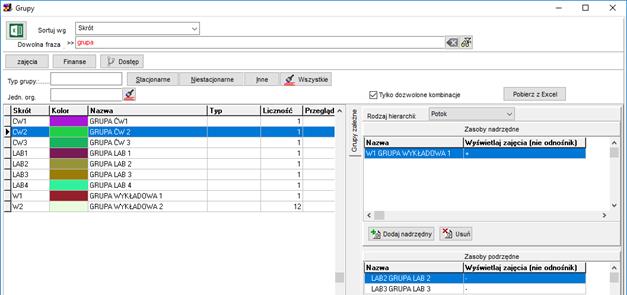 Grupy
Sortuj wg Skrót
Dowolna fraza >> grupa
zajęcia Finanse Dostęp
Typ grupy:.....: Stacjonarne Niestacjonarne Inne Wszystkie
Jedn. org.
Tylko dozwolone kombinacje Pobierz z Excel
Skrót Kolor Nazwa Typ Liczność Przegląd
CW1 GRUPA ĆW1 1
CW2 GRUPA ĆW 2 1
CW3 GRUPA ĆW 3 1
LAB1 GRUPA LAB 1 1
LAB2 GRUPA LAB 2 1
LAB3 GRUPA LAB 3 1
LAB4 GRUPA LAB 4 1
W1 GRUPA WYKŁADOWA 1 1
W2 GRUPA WYKŁADOWA 2 12
Grupy zależne
Rodzaj hierarchii: Potok
Zasoby nadrzędne
Nazwa Wyświetlaj zajęcia (nie odnośnik)
W1 GRUPA WYKŁADOWA 1 +
Dodaj nadrzędny Usuń
Zasoby podrzędne
Nazwa Wyświetlaj zajęcia (nie odnośnik)
LAB2 GRUPA LAB 2 -
LAB3 GRUPA LAB 3 -